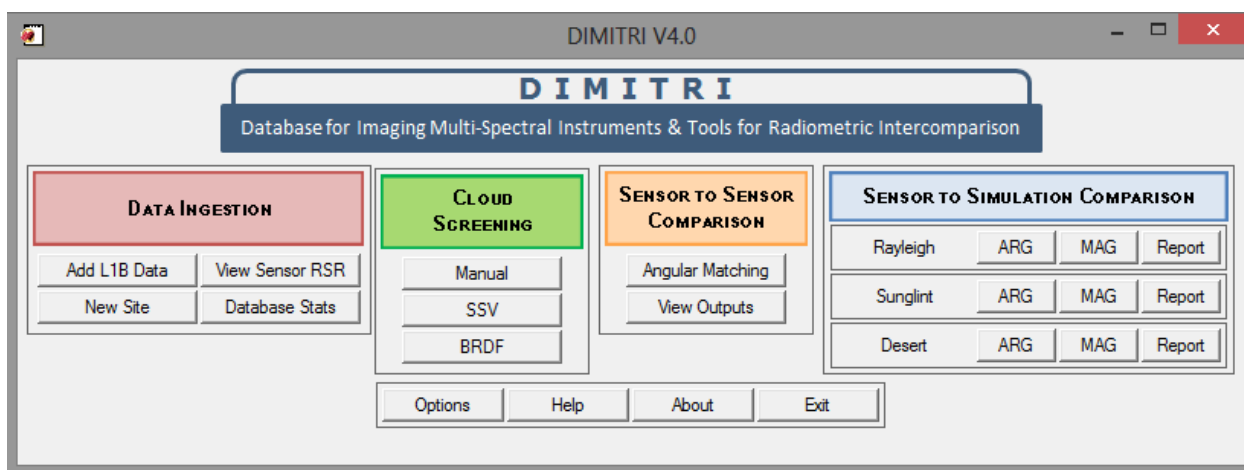 DIMITRI V4.0
DIMITRI
Database for Imaging Multi-Spectral Instruments & Tools for Radiometric Intercomparison
DATA INGESTION
Add L1B Data View Sensor RSR
New Site Database Stats
CLOUD
SCREENING
Manual
SSV
BRDF
SENSOR TO SENSOR
COMPARISON
Angular Matching
View Outputs
SENSOR TO SIMULATION COMPARISON
Rayleigh ARG MAG Report
Sunglint ARG MAG Report
Desert ARG MAG Report
Options Help About Exit